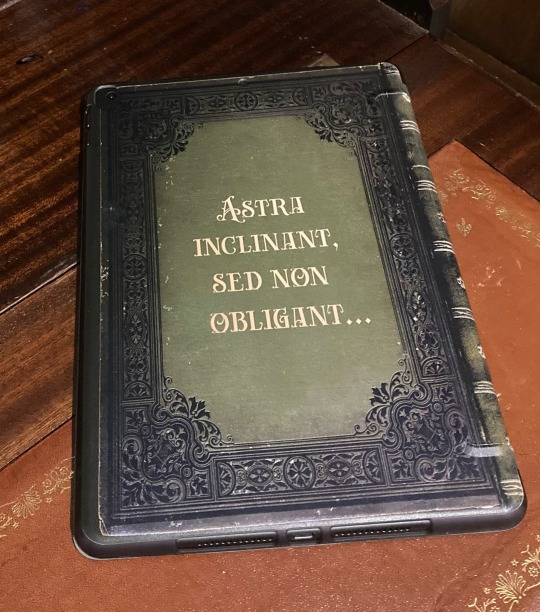 Astra
inclinant,
sed non
obligant...